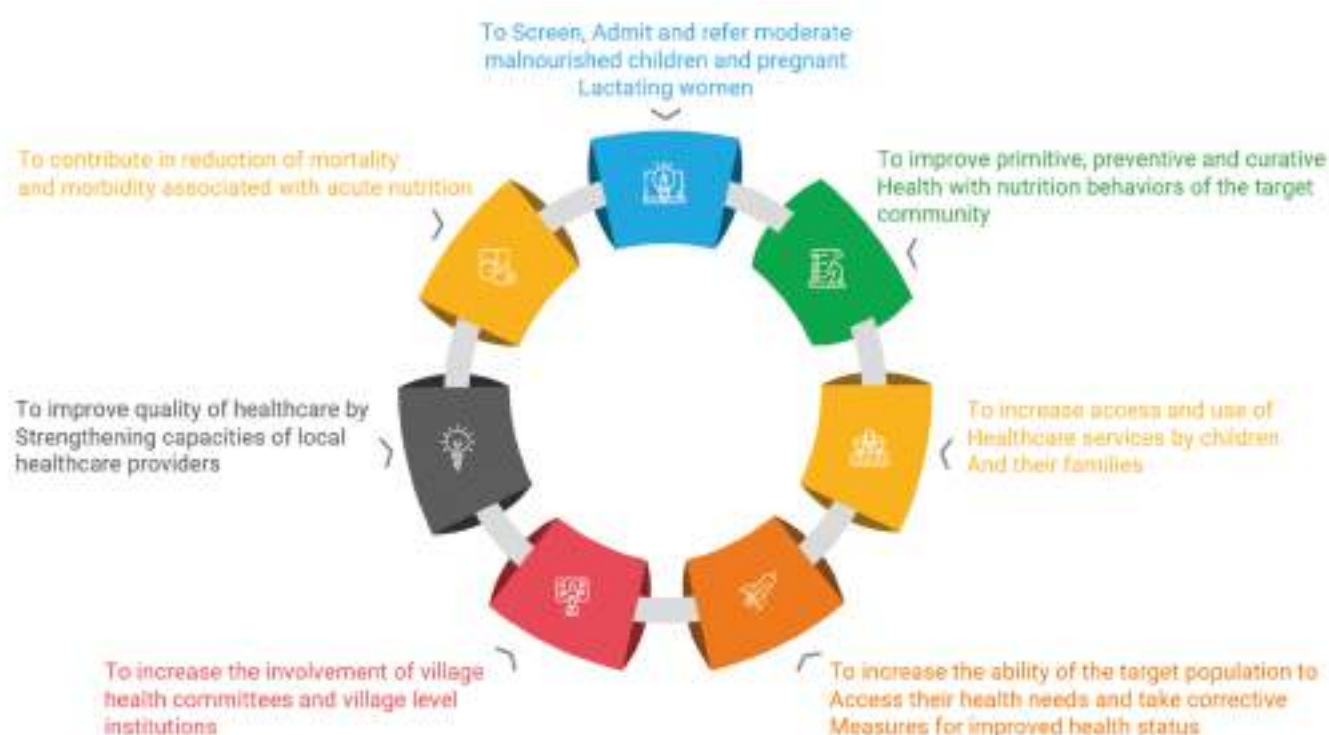 To Screen, Admit and refer moderate
malnourished children and pregnant
Lactating women
To improve primitive, preventive and curative
Health with nutrition behaviors of the target
community
To increase access and use of
Healthcare services by children
And their families
To increase the ability of the target population to
Access their health needs and take corrective
Measures for improved health status
To increase the involvement of village
health committees and village level
institutions
To improve quality of healthcare by
Strengthening capacities of local
healthcare providers
To contribute in reduction of mortality
and morbidity associated with acute nutrition